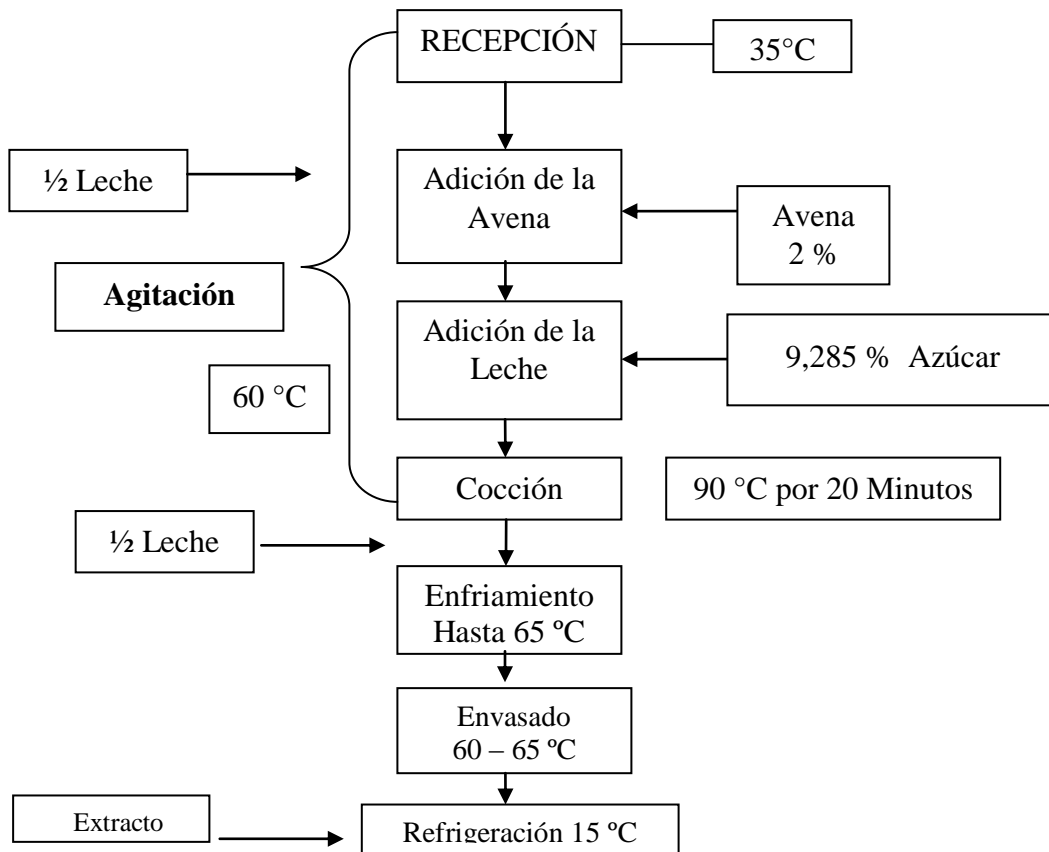 RECEPCIÓN
35°C
½ Leche
Adición de la
Avena
Avena
2 %
Agitación
Adición de la
Leche
9,285 % Azúcar
60 °C
Cocción
90 °C por 20 Minutos
½ Leche
Enfriamiento
Hasta 65 ºC
Envasado
60 – 65 ºC
Extracto
Refrigeración 15 ºC